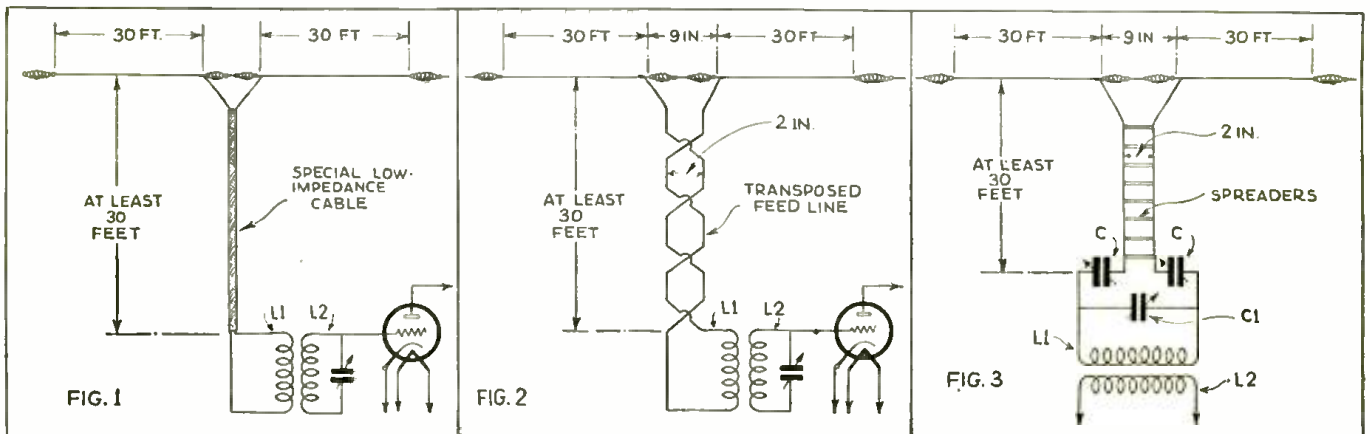 30 FT.
30 FT
AT LEAST
30
FEET
SPECIAL LOW-
IMPEDANCE
CABLE
L1
L2
FIG. 1
30 FT
9 IN.
30 FT
2 IN.
AT LEAST
30
FEET
TRANSPOSED
FEED LINE
L1
L2
FIG. 2
30 FT
9 IN
30 FT
2 IN.
AT LEAST
30
FEET
SPREADERS
C
C
C1
L1
L2
FIG. 3